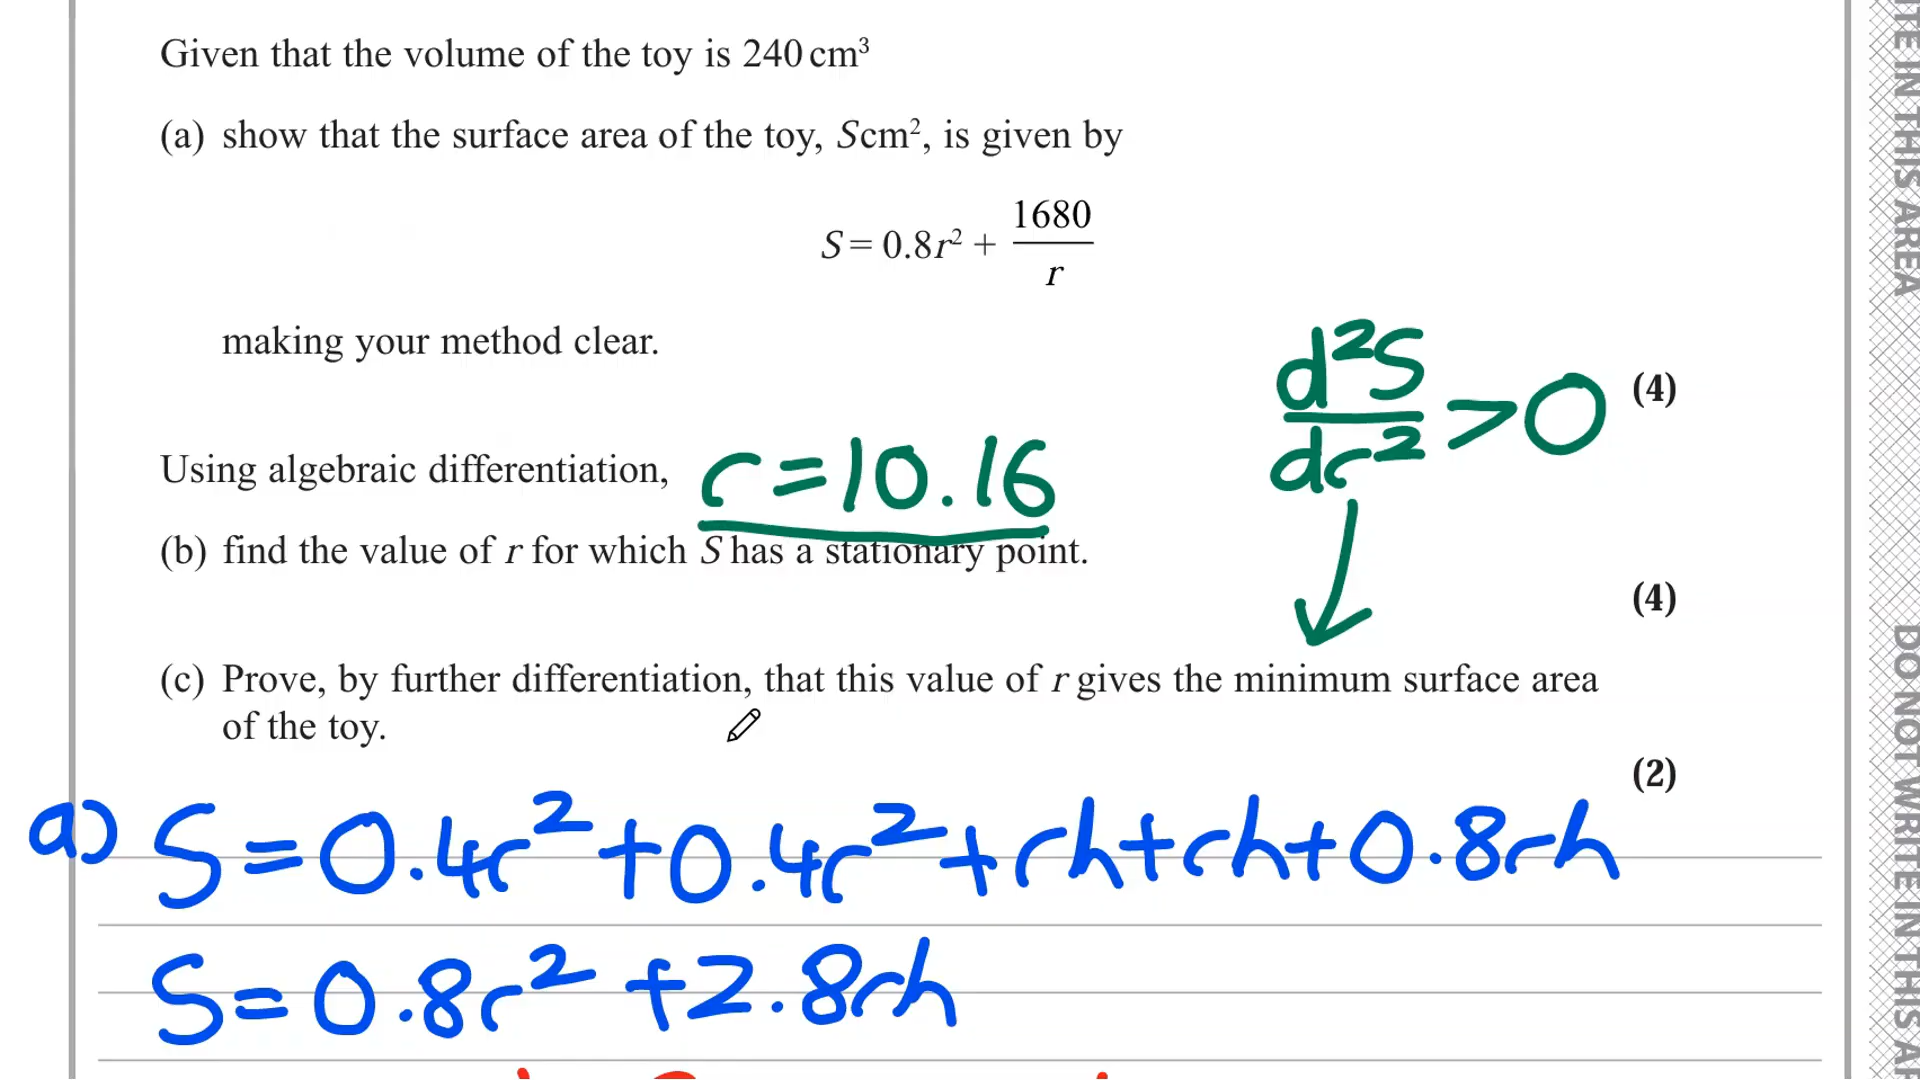 Given that the volume of the toy is 240 cm³
(a) show that the surface area of the toy, S cm², is given by
S = 0.8r² + 1680/r
making your method clear.
d²S/dr² > 0
(4)
Using algebraic differentiation,
r = 10.16
(b) find the value of r for which S has a stationary point.
(4)
(c) Prove, by further differentiation, that this value of r gives the minimum surface area
of the toy.
(2)
a) S = 0.4r² + 0.4r² + rh + rh + 0.8rh
S = 0.8r² + 2.8rh
ITE IN THIS AREA
DO NOT WRITE IN THIS A